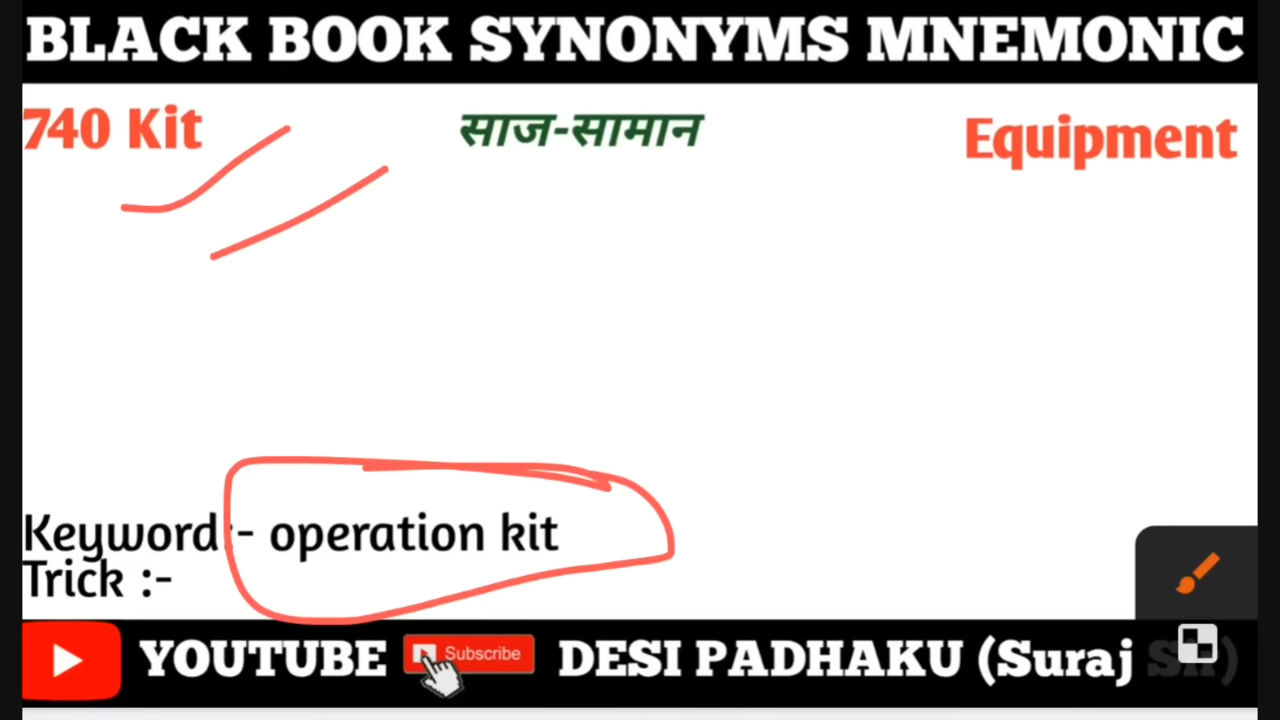 BLACK BOOK SYNONYMS MNEMONIC
740 Kit साज-सामान Equipment
Keyword:- operation kit
Trick :-
YOUTUBE Subscribe DESI PADHAKU (Suraj